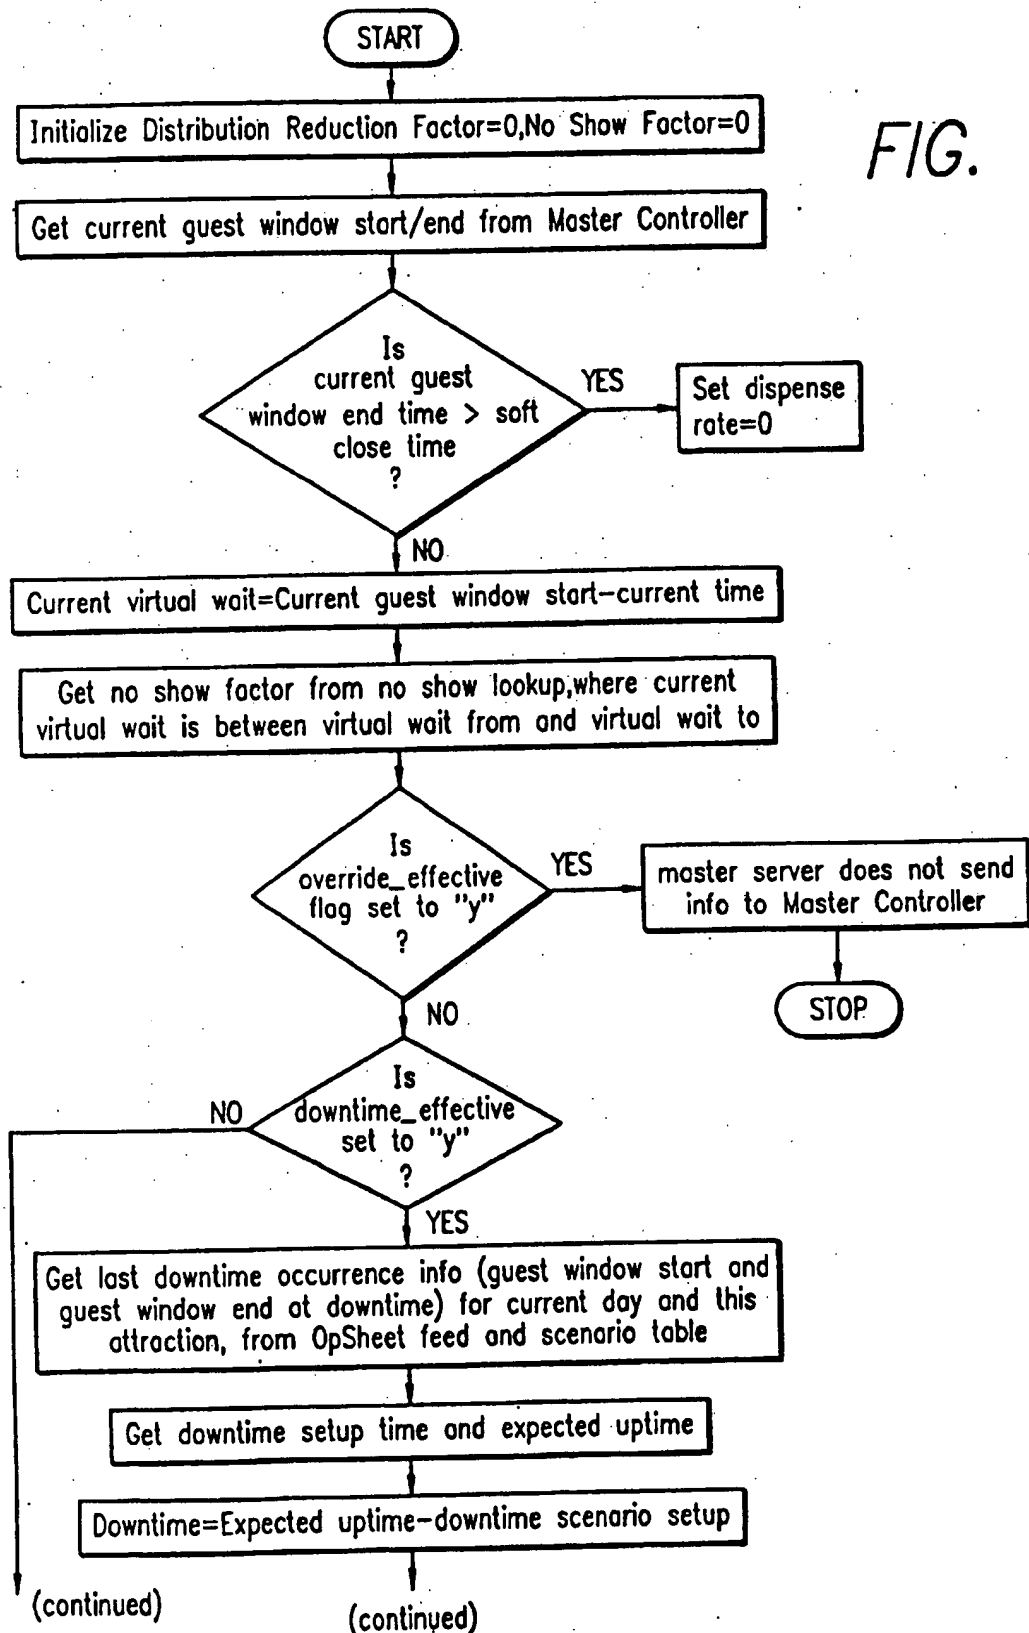 START
FIG.
Initialize Distribution Reduction Factor=0,No Show Factor=0
Get current guest window start/end from Master Controller
Is
current guest
window end time > soft
close time
?
YES
Set dispense
rate=0
NO
Current virtual wait=Current guest window start-current time
Get no show factor from no show lookup,where current
virtual wait is between virtual wait from and virtual wait to
Is
override_effective
flag set to "y"
?
YES
master server does not send
info to Master Controller
STOP
NO
Is
downtime_effective
set to "y"
?
NO
YES
Get last downtime occurrence info (guest window start and
guest window end at downtime) for current day and this
attraction, from OpSheet feed and scenario table
Get downtime setup time and expected uptime
Downtime=Expected uptime-downtime scenario setup
(continued)
(continued)